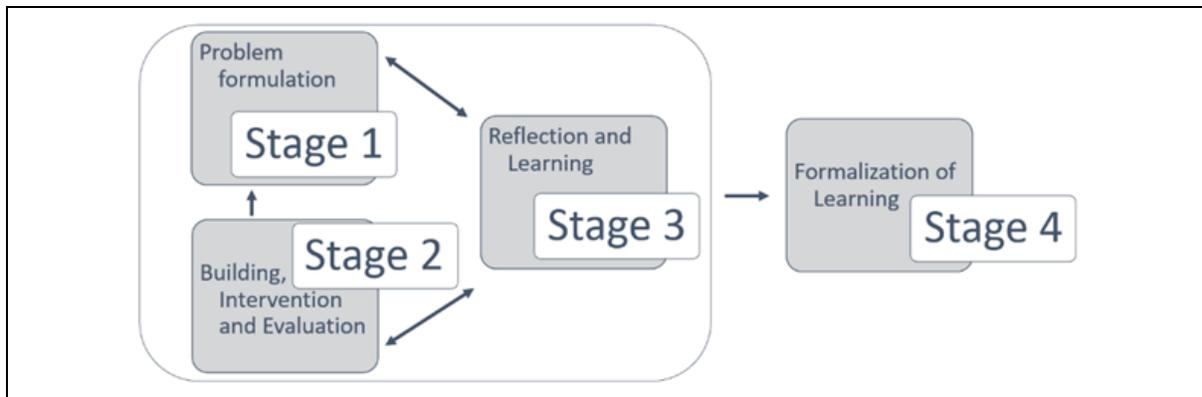 Problem
formulation
Stage 1
Building,
Intervention
and Evaluation
Stage 2
Reflection and
Learning
Stage 3
Formalization of
Learning
Stage 4